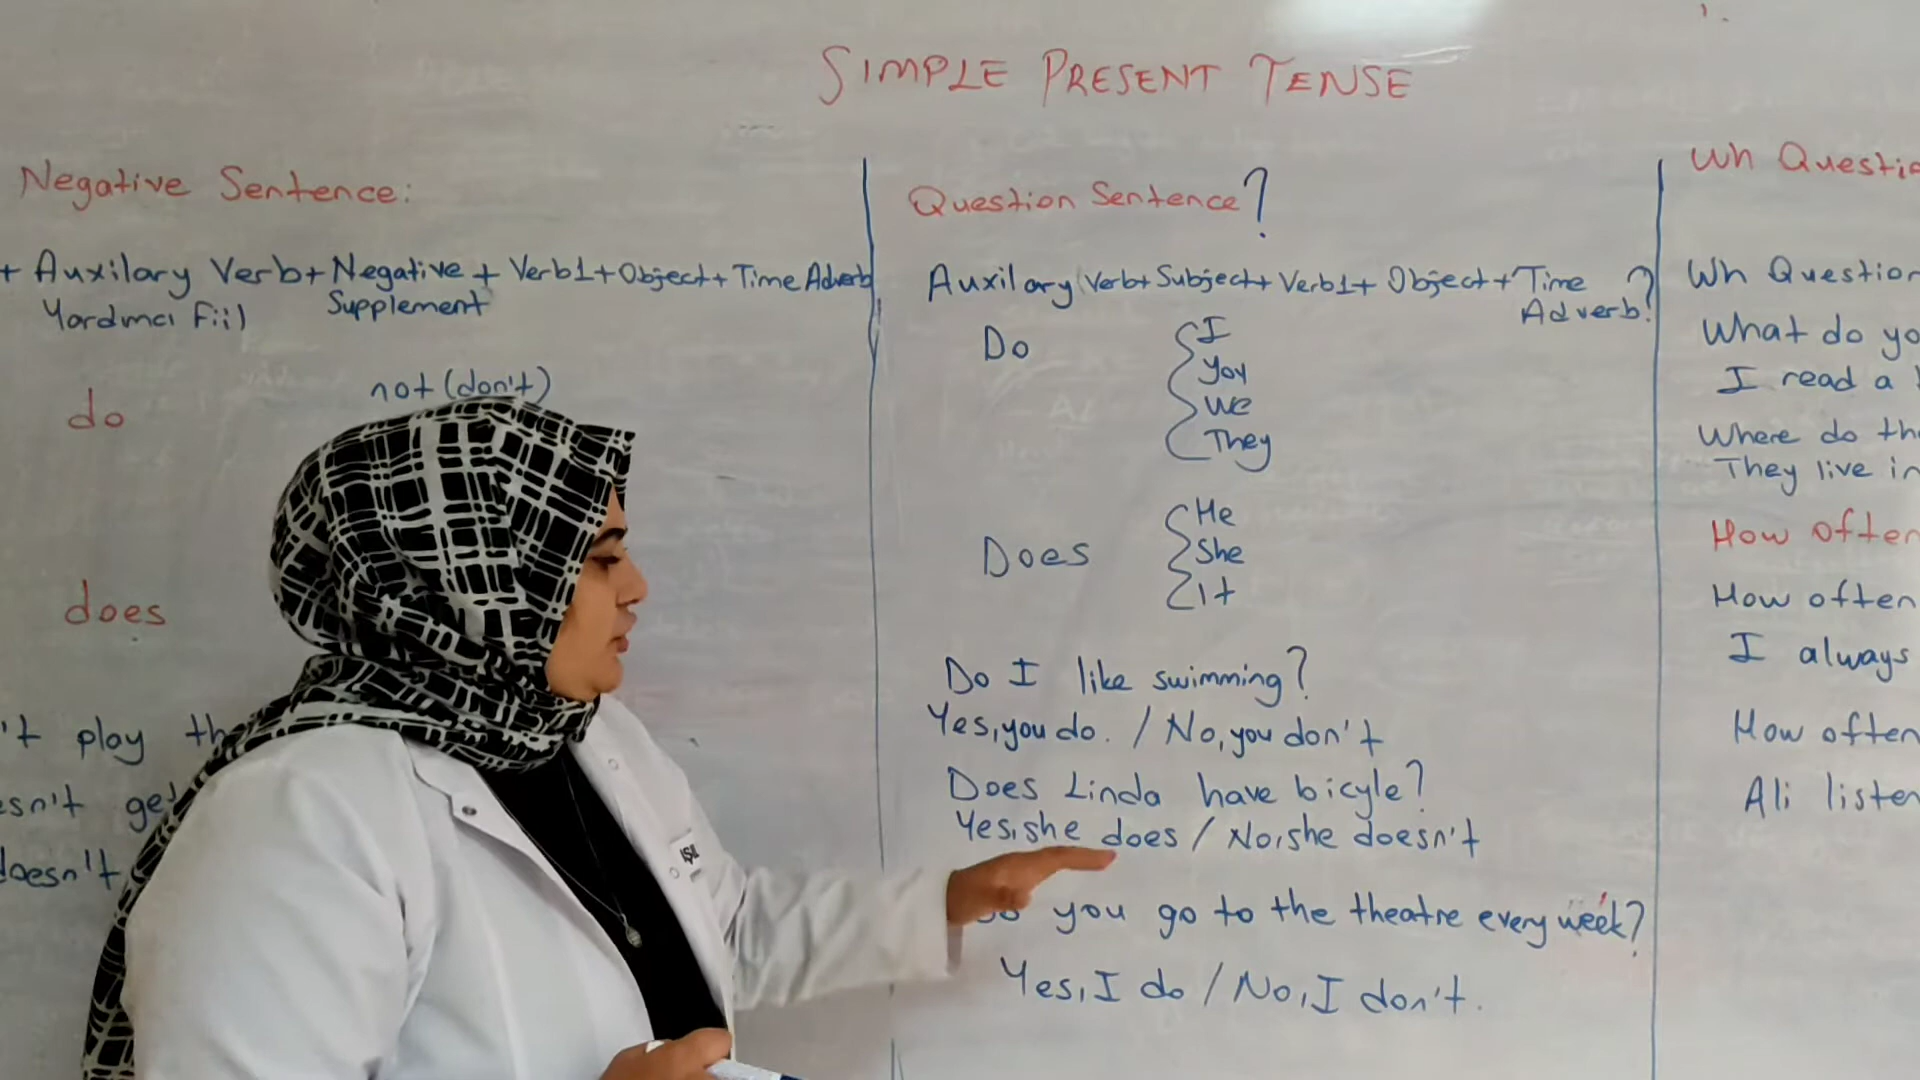 SIMPLE PRESENT TENSE
Negative Sentence:
+ Auxilary Verb + Negative + Verb1 + Object + Time Adverb
Yardımcı Fiil Supplement
do not (don't)
does
't play
esn't get
doesn't
Question Sentence?
Auxilary Verb + Subject + Verb1 + Object + Time Adverb?
Do
I
You
We
They
Does
He
She
It
Do I like swimming?
Yes, you do. / No, you don't
Does Linda have bicyle?
Yes, she does / No, she doesn't
you go to the theatre every week?
Yes, I do / No, I don't.
Wh Questio
Wh Question
What do yo
I read a
Where do the
They live in
How often
How often
I always
How often
Ali listen